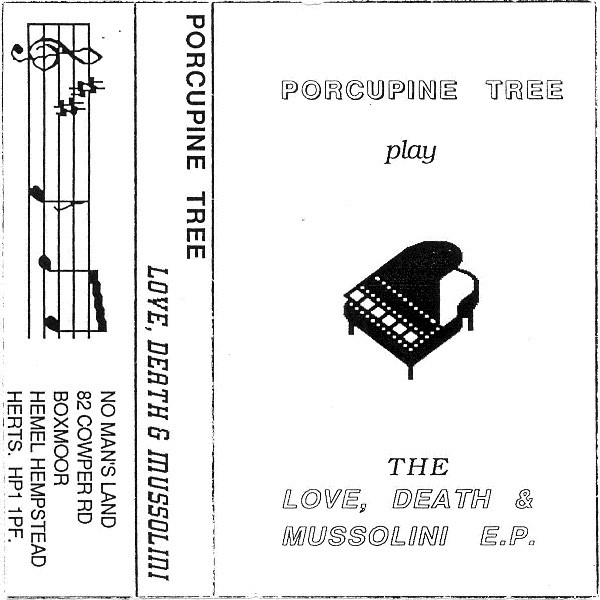 NO MAN'S LAND
82 COWPER RD
BOXMOOR
HEMEL HEMPSTEAD
HERTS. HP1 1PF.
PORCUPINE TREE
LOVE, DEATH & MUSSOLINI
PORCUPINE TREE
play
THE
LOVE, DEATH &
MUSSOLINI E.P.